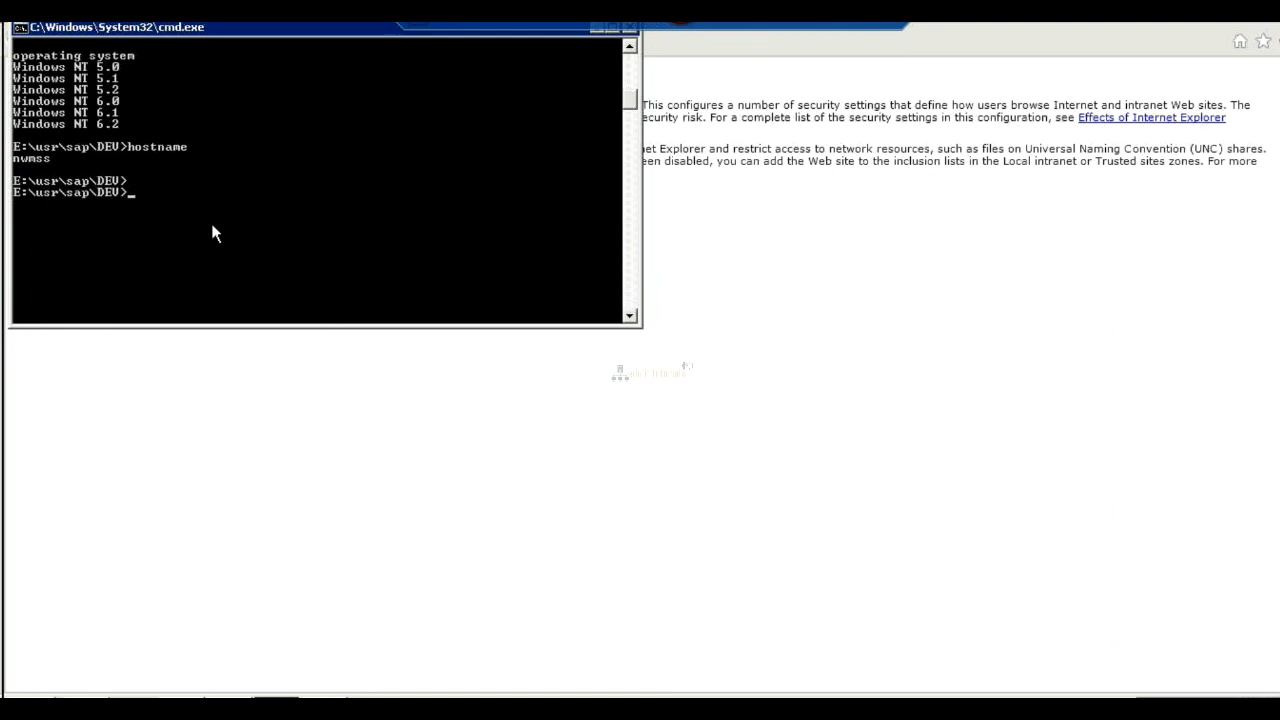 C:\Windows\System32\cmd.exe
operating system
Windows NT 5.0
Windows NT 5.1
Windows NT 5.2
Windows NT 6.0
Windows NT 6.1
Windows NT 6.2
E:\usr\sap\DEV>hostname
nwmss
E:\usr\sap\DEV>
E:\usr\sap\DEV>_
This configures a number of security settings that define how users browse Internet and intranet Web sites. The
ecurity risk. For a complete list of the security settings in this configuration, see Effects of Internet Explorer
et Explorer and restrict access to network resources, such as files on Universal Naming Convention (UNC) shares.
en disabled, you can add the Web site to the inclusion lists in the Local intranet or Trusted sites zones. For more